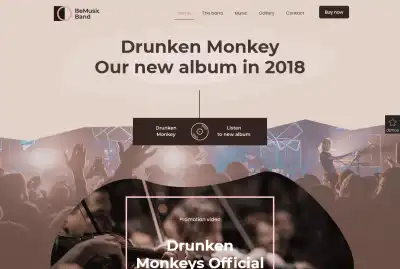 BeMusic
Band
Home
The band
Music
Gallery
Contact
Buy now
Drunken Monkey
Our new album in 2018
Drunken
Monkey
Listen
to new album
demos
Promotion video
Drunken
Monkeys Official